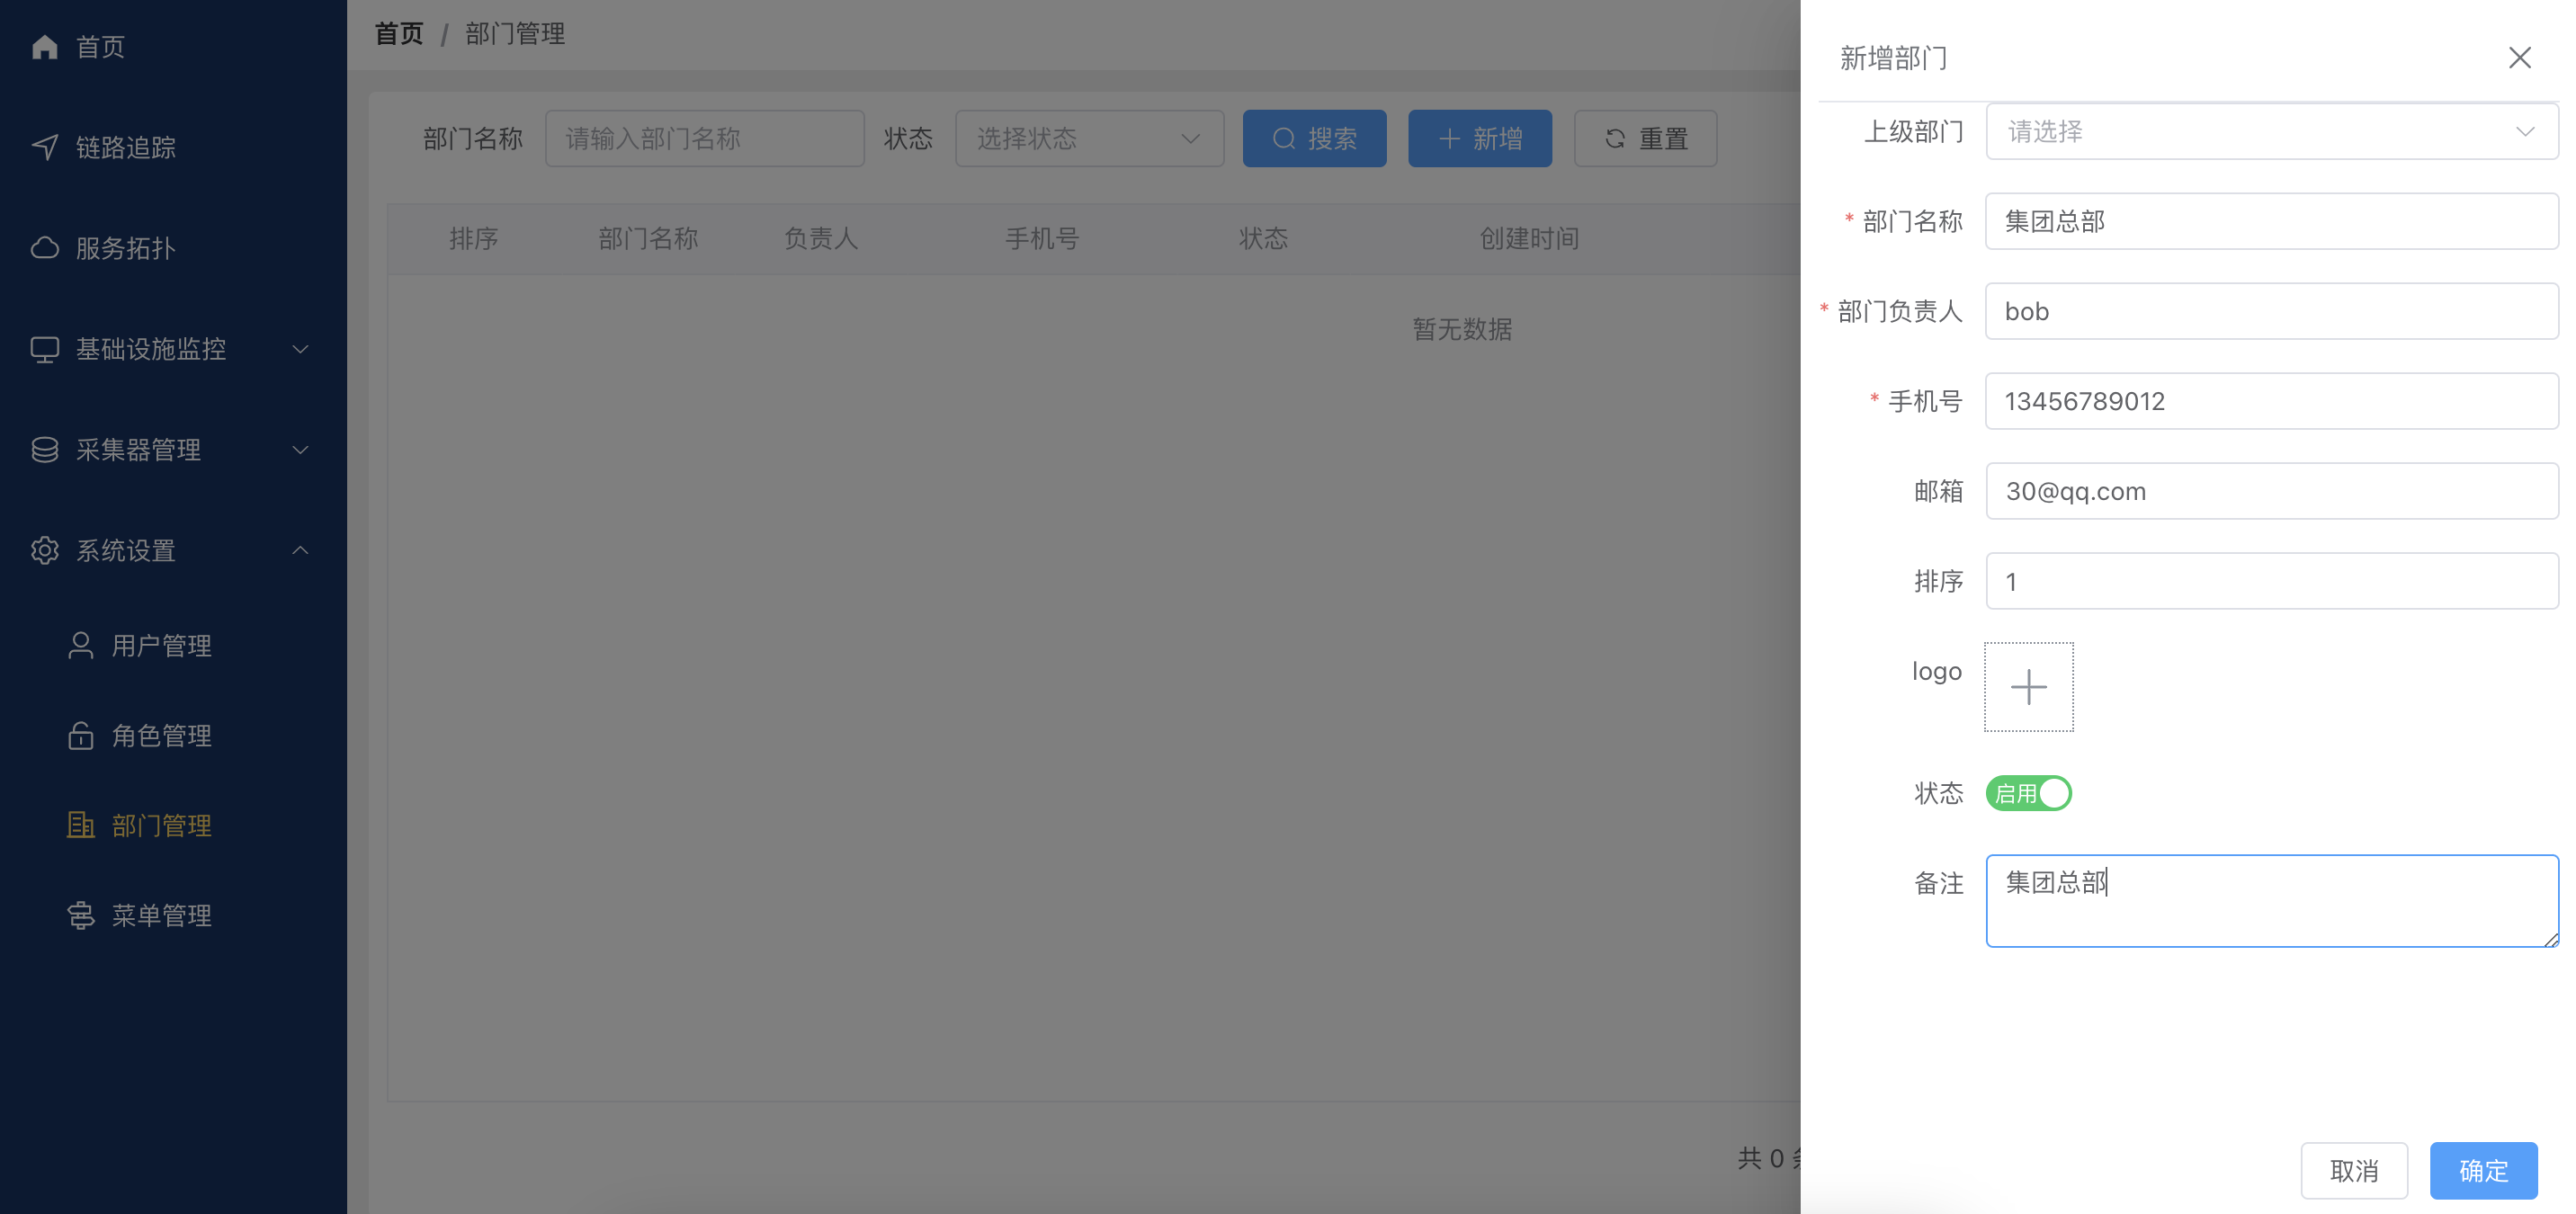 首页
链路追踪
服务拓扑
基础设施监控
采集器管理
系统设置
用户管理
角色管理
部门管理
菜单管理
首页 / 部门管理
部门名称 请输入部门名称 状态 选择状态 搜索 新增 重置
排序 部门名称 负责人 手机号 状态 创建时间
暂无数据
共 0
新增部门
上级部门 请选择
* 部门名称 集团总部
* 部门负责人 bob
* 手机号 13456789012
邮箱 30@qq.com
排序 1
logo
状态 启用
备注 集团总部
取消 确定